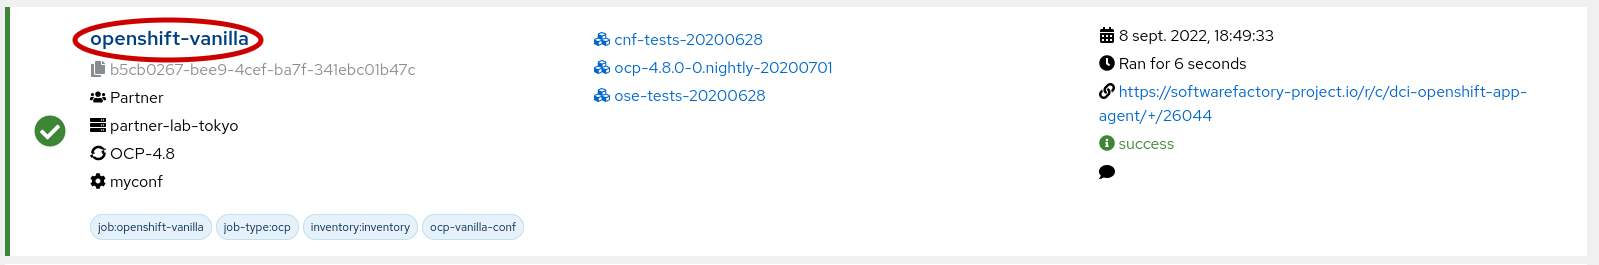 openshift-vanilla
b5cb0267-bee9-4cef-ba7f-341ebc01b47c
Partner
partner-lab-tokyo
OCP-4.8
myconf
job:openshift-vanilla
job-type:ocp
inventory:inventory
ocp-vanilla-conf
cnf-tests-20200628
ocp-4.8.0-0.nightly-20200701
ose-tests-20200628
8 sept. 2022, 18:49:33
Ran for 6 seconds
https://softwarefactory-project.io/r/c/dci-openshift-app-
agent/+/26044
success